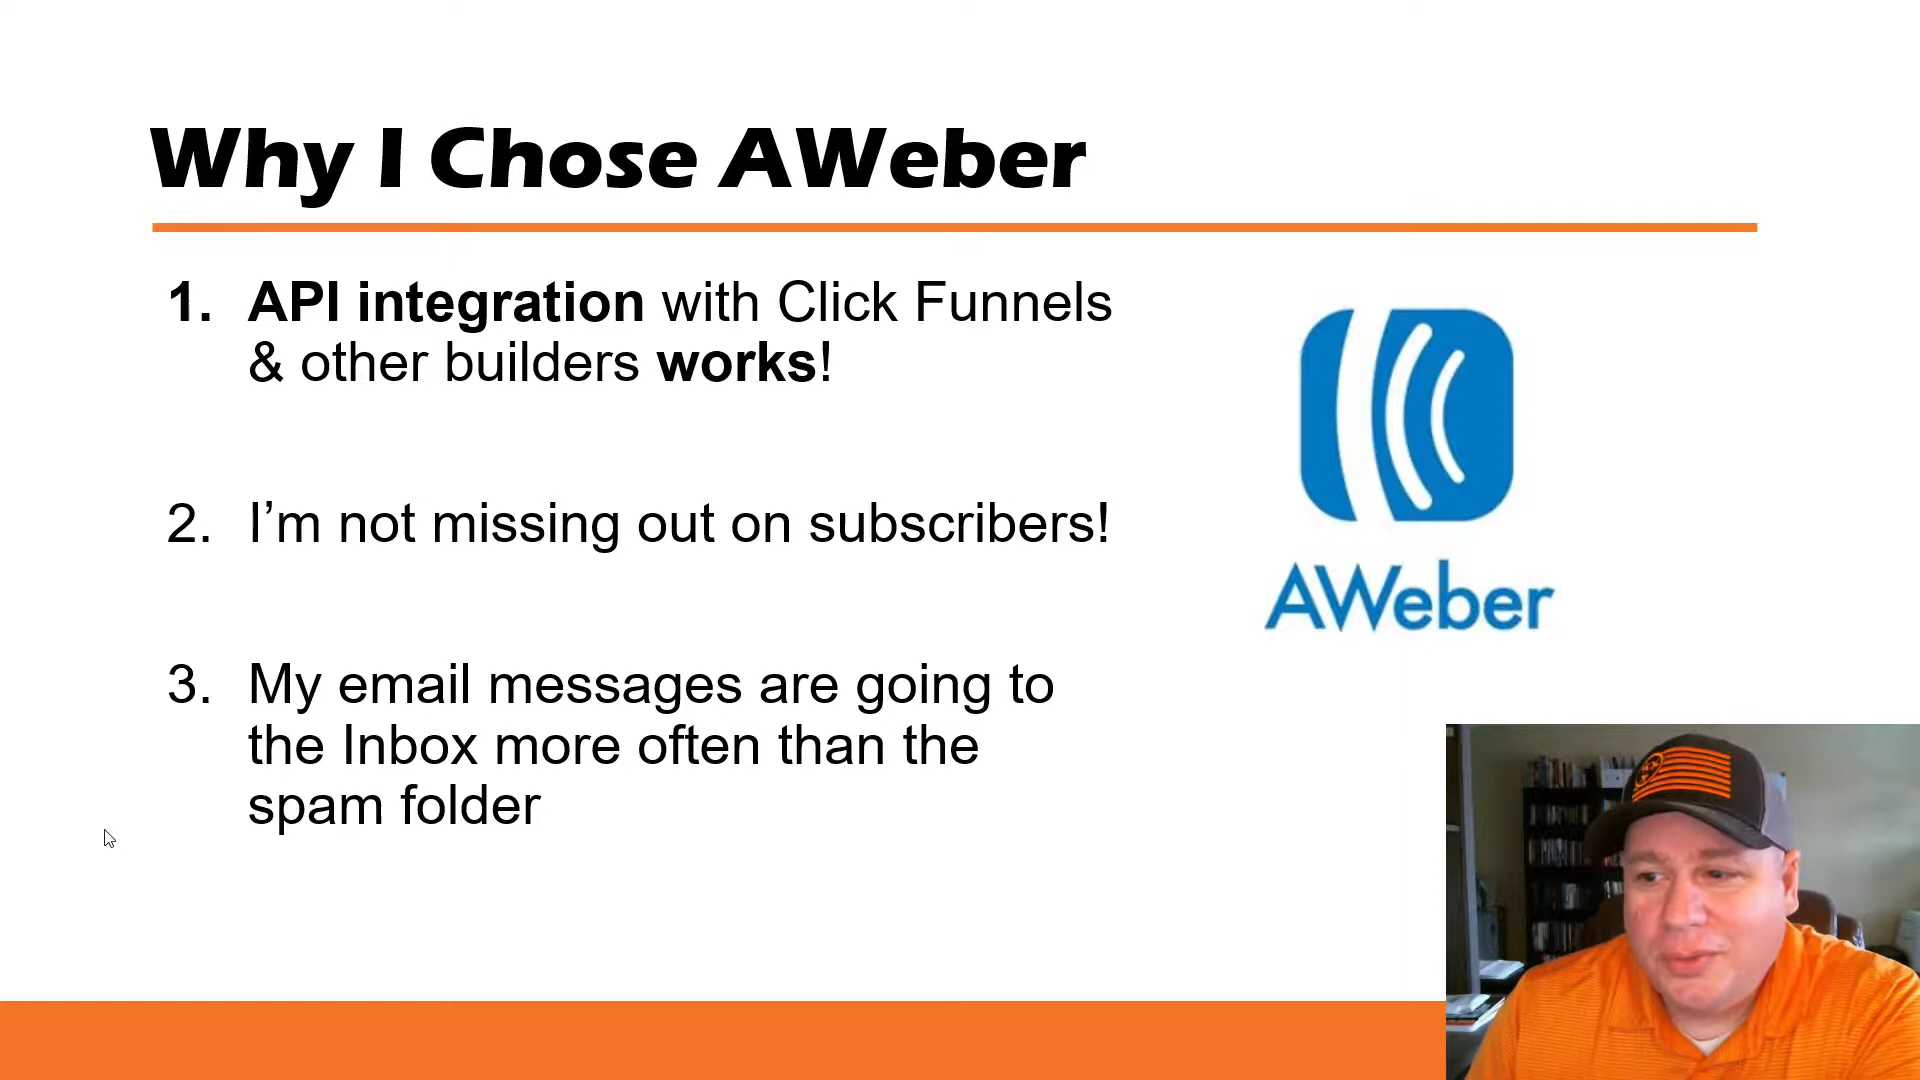 Why I Chose AWeber
1. API integration with Click Funnels
& other builders works!
2. I’m not missing out on subscribers!
3. My email messages are going to
the Inbox more often than the
spam folder
AWeber